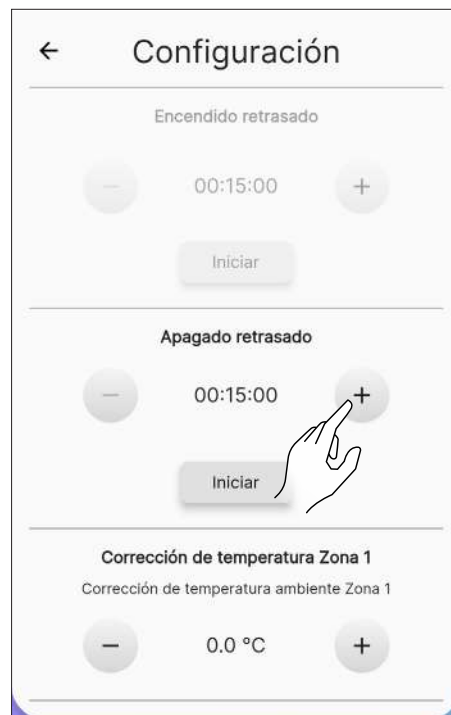 ← Configuración
Encendido retrasado
− 00:15:00 +
Iniciar
Apagado retrasado
− 00:15:00 +
Iniciar
Corrección de temperatura Zona 1
Corrección de temperatura ambiente Zona 1
− 0.0 °C +